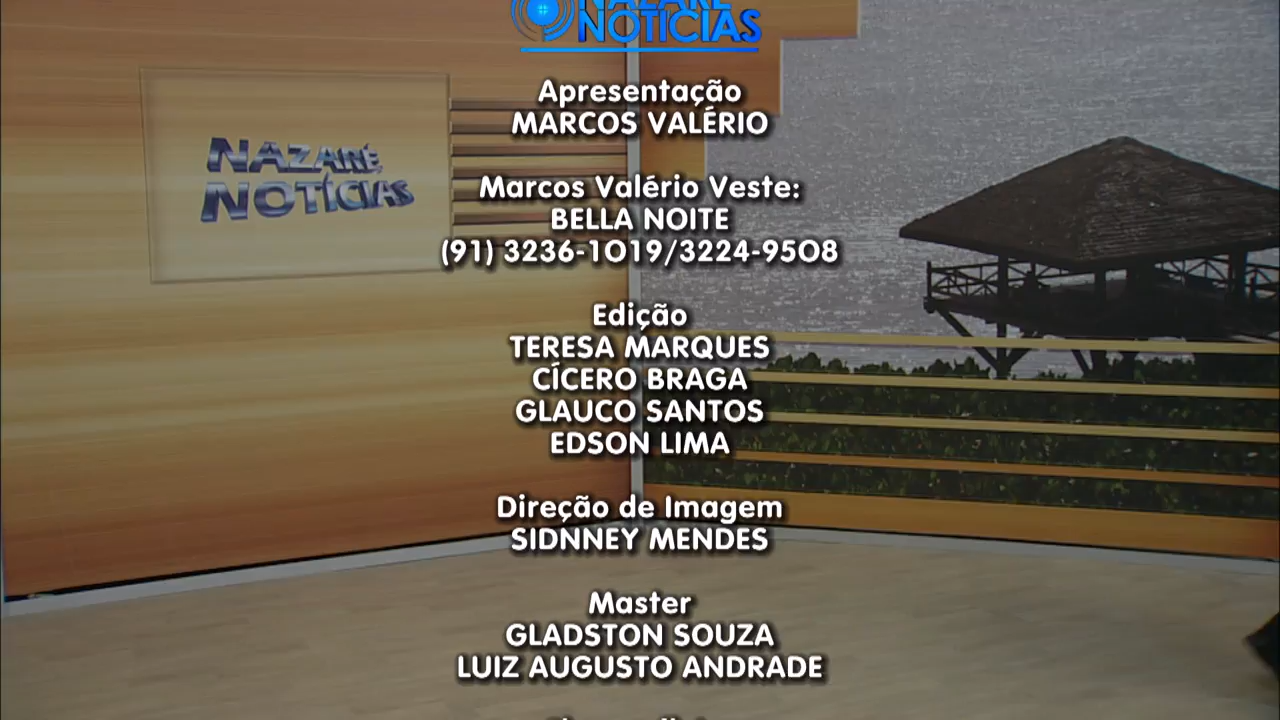 NAZARÉ
NOTÍCIAS
Apresentação
MARCOS VALÉRIO
Marcos Valério Veste:
BELLA NOITE
(91) 3236-1019/3224-9508
Edição
TERESA MARQUES
CÍCERO BRAGA
GLAUCO SANTOS
EDSON LIMA
Direção de Imagem
SIDNNEY MENDES
Master
GLADSTON SOUZA
LUIZ AUGUSTO ANDRADE
NAZARÉ
NOTÍCIAS